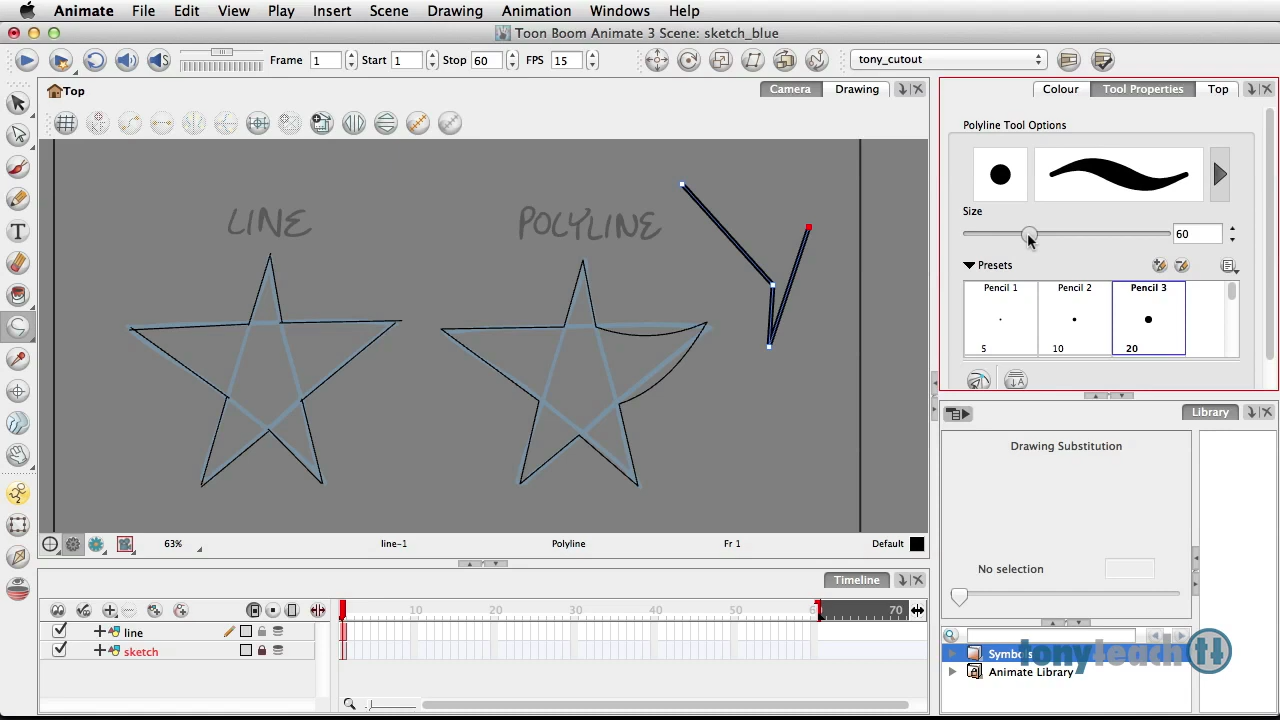 Animate File Edit View Play Insert Scene Drawing Animation Windows Help
Toon Boom Animate 3 Scene: sketch_blue
Frame 1 Start 1 Stop 60 FPS 15 tony_cutout
Top Camera Drawing Colour Tool Properties Top
Polyline Tool Options
Size
60
Presets
Pencil 1 Pencil 2 Pencil 3
5 10 20
LINE POLYLINE
T
63% line-1 Polyline Fr 1 Default
Library
Drawing Substitution
No selection
Timeline
10 20 30 40 50 70
line
sketch
Symbols
Animate Library
tonyteach